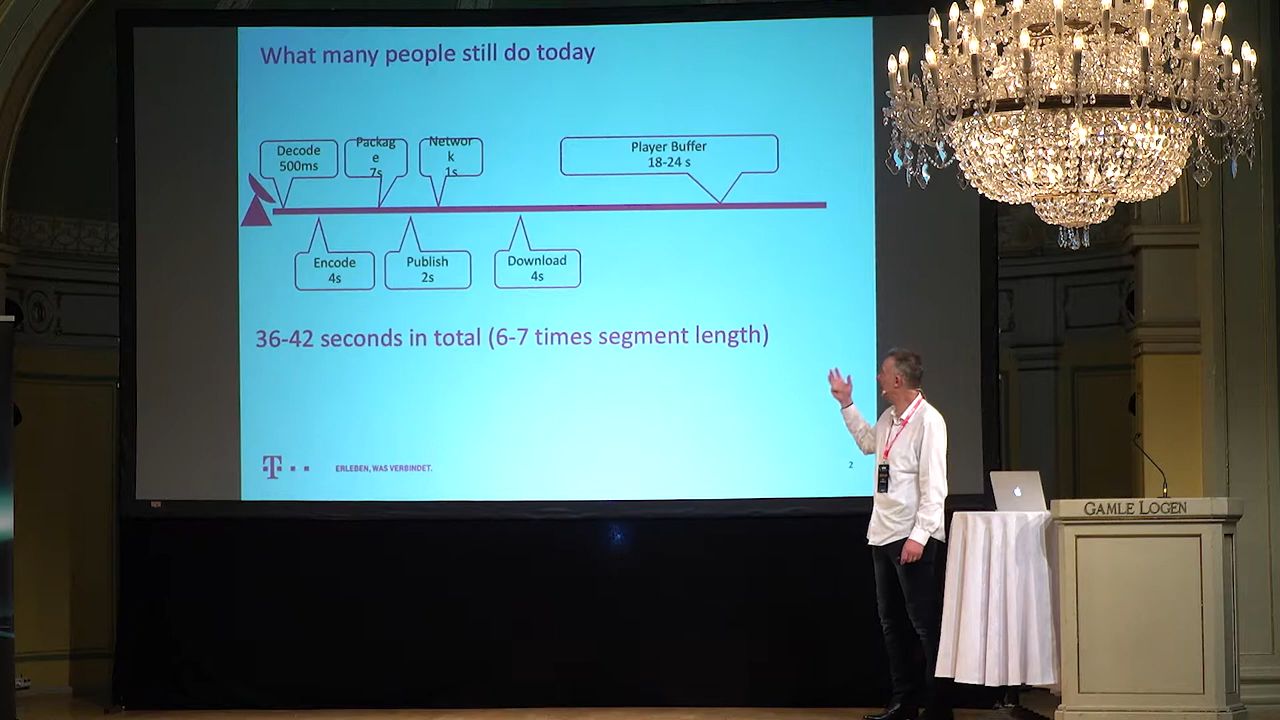 What many people still do today
Decode
500ms
Packag
e
7s
Networ
k
1s
Player Buffer
18-24 s
Encode
4s
Publish
2s
Download
4s
36-42 seconds in total (6-7 times segment length)
T
ERLEBEN, WAS VERBINDET.
2
GAMLE LOGEN